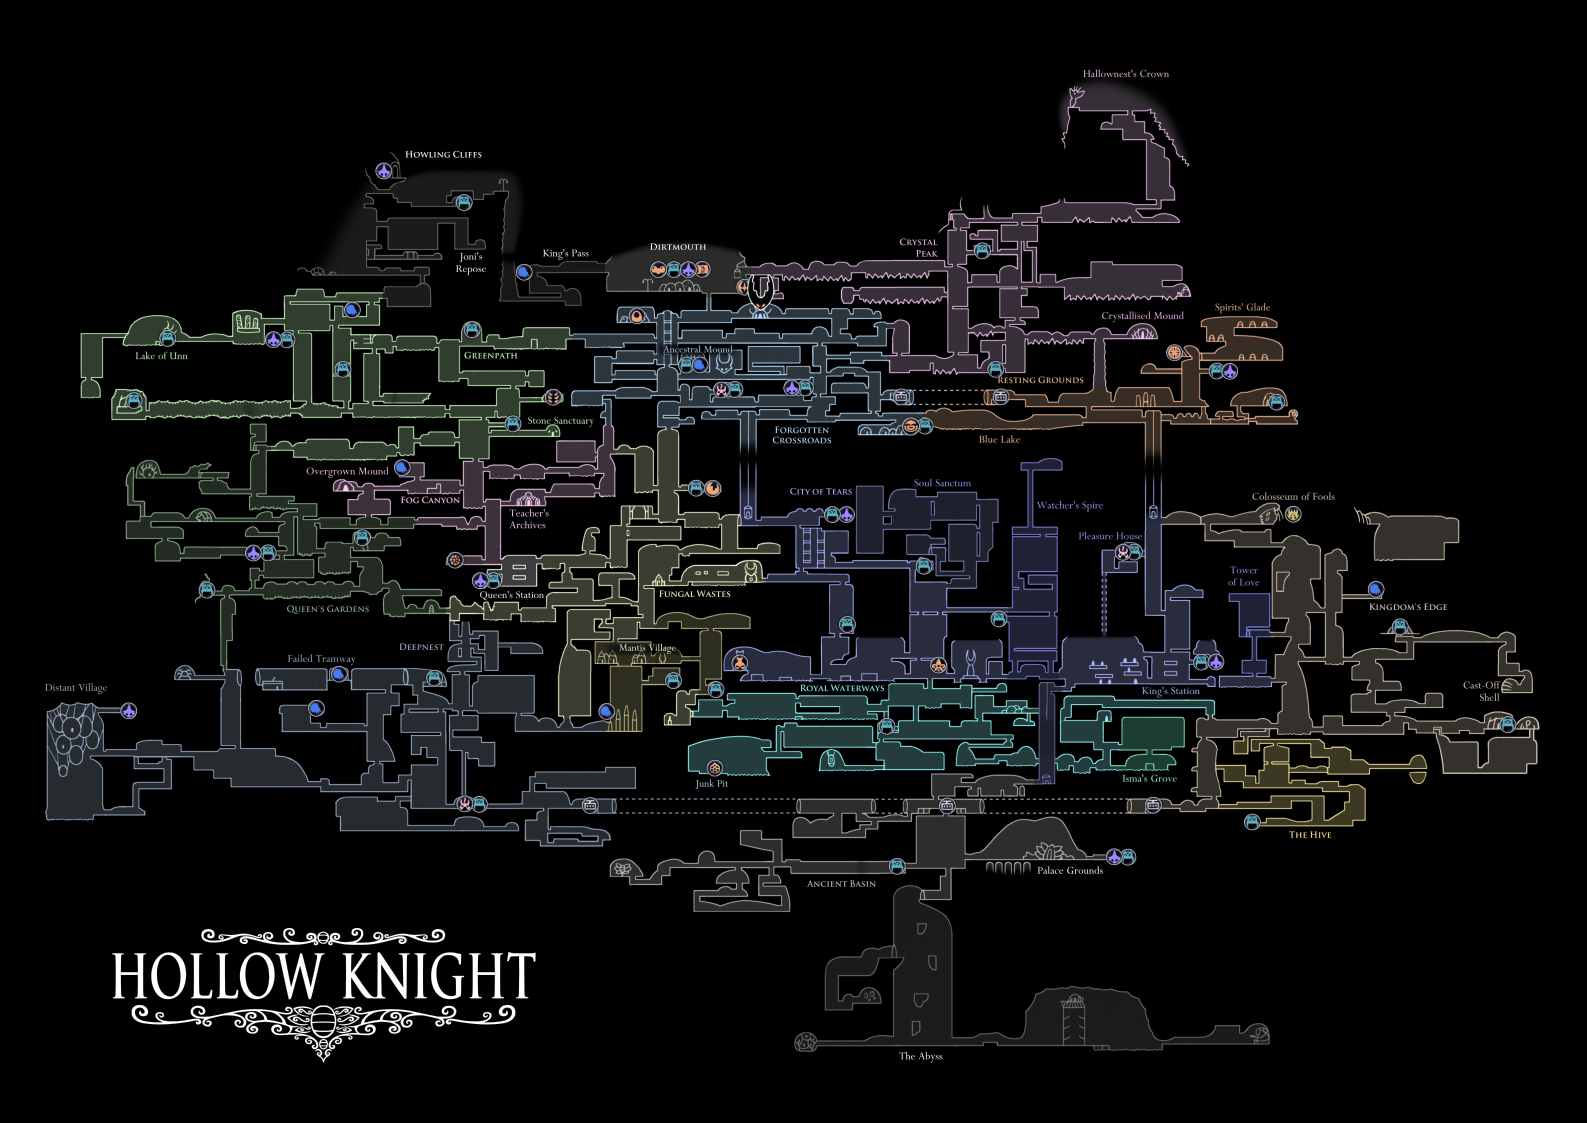 Hallownest's Crown
HOWLING CLIFFS
Joni's
Repose
King's Pass
DIRTMOUTH
CRYSTAL
PEAK
Spirits' Glade
Crystallised Mound
Lake of Unn
GREENPATH
Ancestral Mound
RESTING GROUNDS
Stone Sanctuary
FORGOTTEN
CROSSROADS
Blue Lake
Overgrown Mound
FOG CANYON
Teacher's
Archives
CITY OF TEARS
Soul Sanctum
Watcher's Spire
Colosseum of Fools
Pleasure House
Tower
of Love
Queen's Station
FUNGAL WASTES
QUEEN'S GARDENS
KINGDOM'S EDGE
DEEPNEST
Mantis Village
Failed Tramway
Distant Village
ROYAL WATERWAYS
King's Station
Cast-Off
Shell
Junk Pit
Isma's Grove
THE HIVE
ANCIENT BASIN
Palace Grounds
HOLLOW KNIGHT
The Abyss